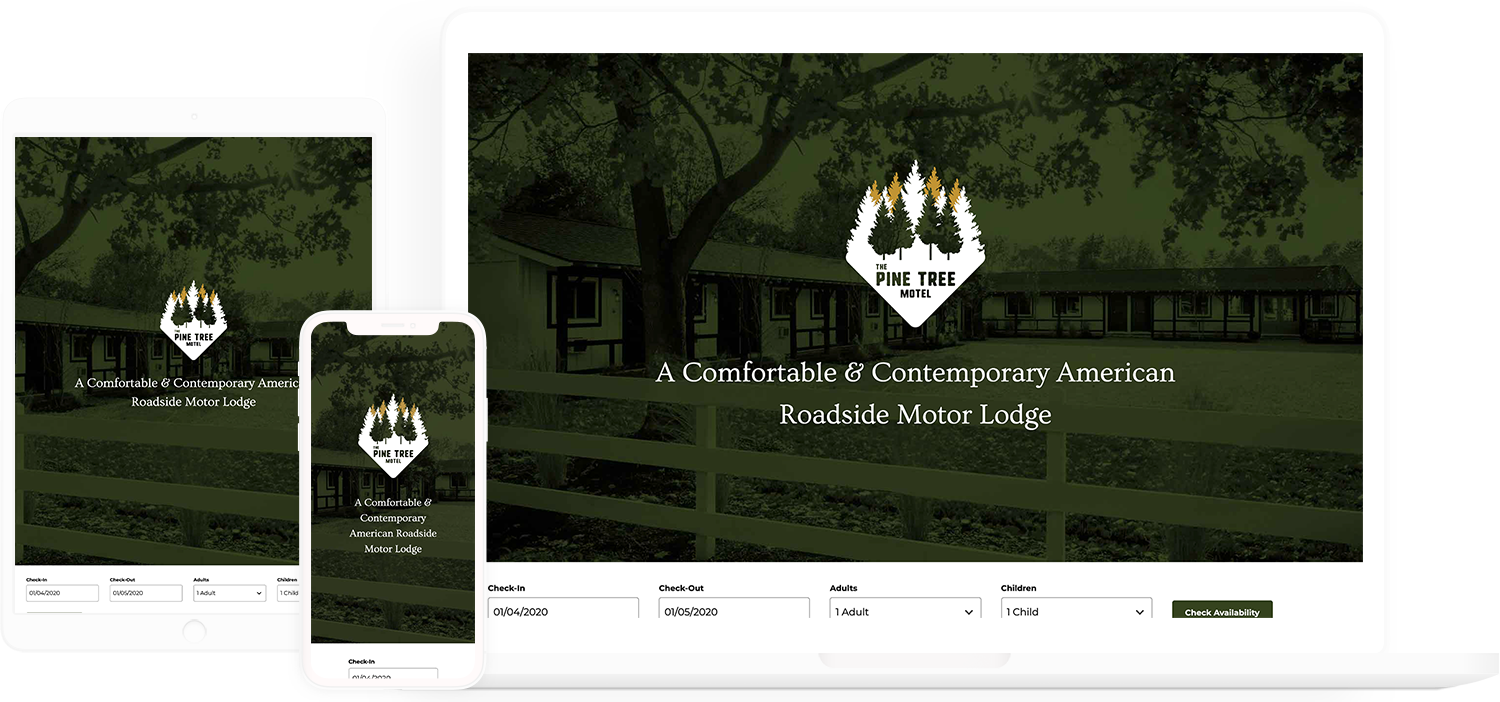 THE
PINE TREE
MOTEL
A Comfortable & Contemporary Americ
Roadside Motor Lodge
Check-In
Check-Out
Adults
Children
01/04/2020
01/05/2020
1 Adult
1 Child
THE
PINE TREE
MOTEL
A Comfortable &
Contemporary
American Roadside
Motor Lodge
Check-In
01/04/2020
THE
PINE TREE
MOTEL
A Comfortable & Contemporary American
Roadside Motor Lodge
Check-In
Check-Out
Adults
Children
01/04/2020
01/05/2020
1 Adult
1 Child
Check Availability